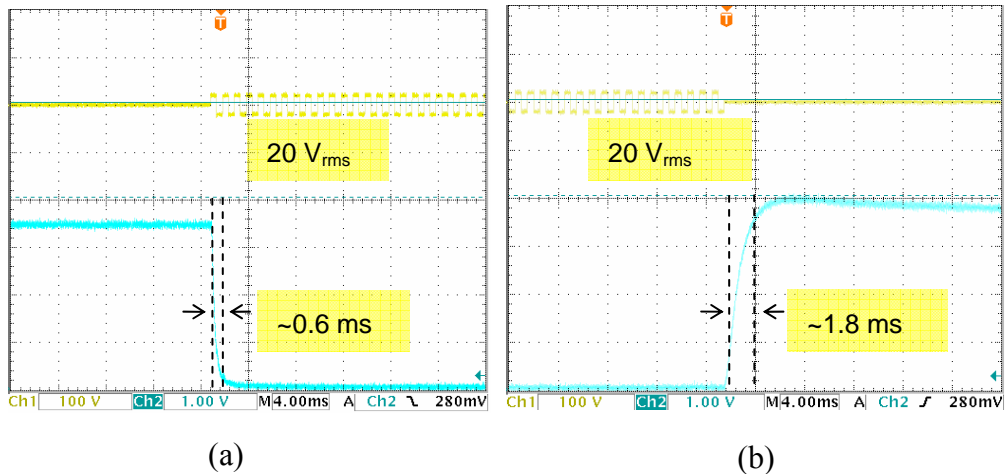 T
20 Vrms
~0.6 ms
Ch1 100 V Ch2 1.00 V M 4.00ms A Ch2 280mV
(a)
T
20 Vrms
~1.8 ms
Ch1 100 V Ch2 1.00 V M 4.00ms A Ch2 280mV
(b)